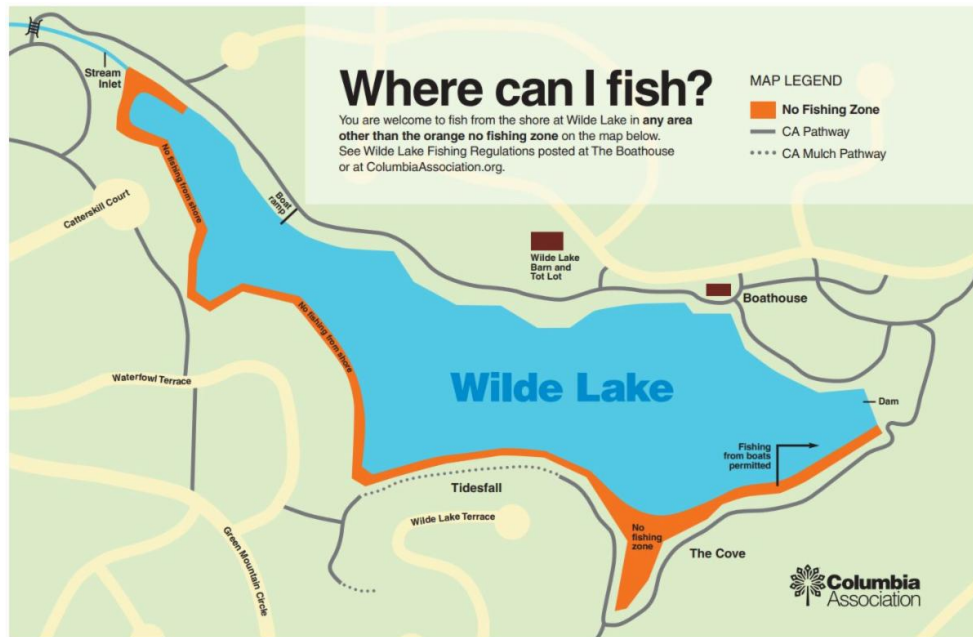 Where can I fish?
You are welcome to fish from the shore at Wilde Lake in any area
other than the orange no fishing zone on the map below.
See Wilde Lake Fishing Regulations posted at The Boathouse
or at ColumbiaAssociation.org.
MAP LEGEND
No Fishing Zone
CA Pathway
CA Mulch Pathway
Stream
Inlet
No fishing from shore
Catterskill Court
Boat
ramp
Wilde Lake
Barn and
Tot Lot
Boathouse
No fishing from shore
Waterfowl Terrace
Wilde Lake
Dam
Fishing
from boats
permitted
Tidesfall
Wilde Lake Terrace
Green Mountain Circle
No
fishing
zone
The Cove
Columbia
Association